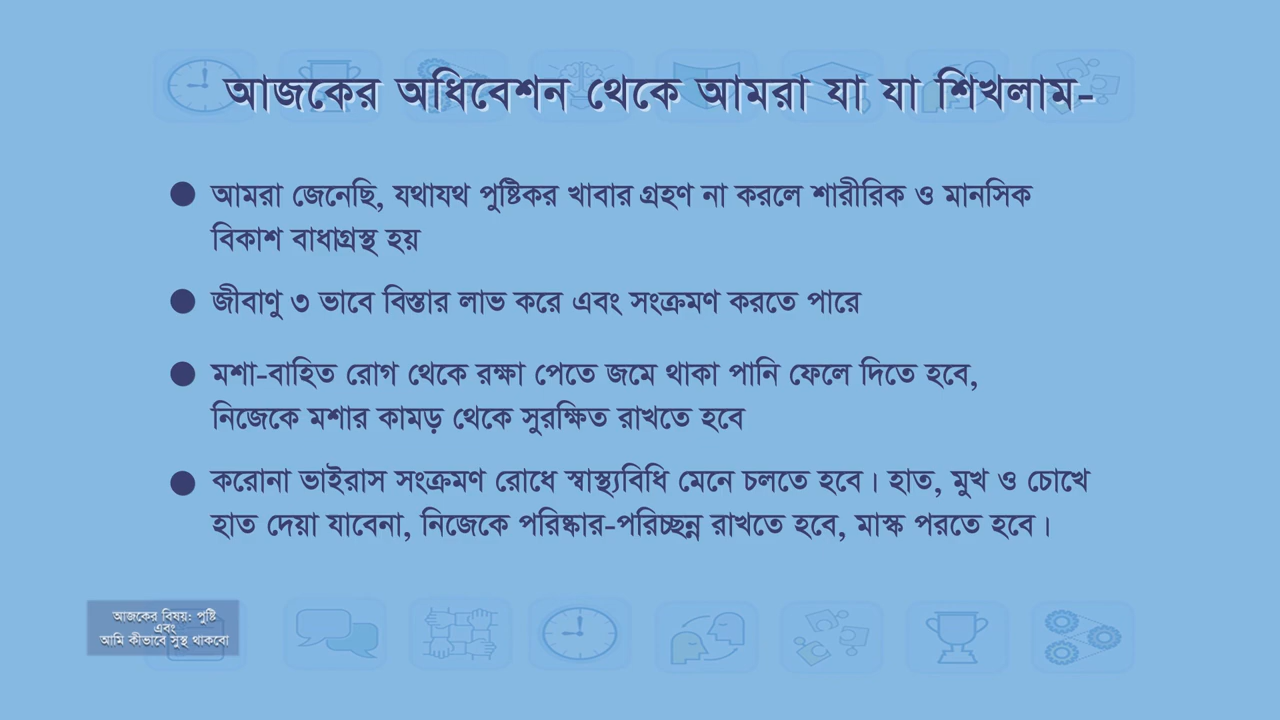 আজকের অধিবেশন থেকে আমরা যা যা শিখলাম-
আমরা জেনেছি, যথাযথ পুষ্টিকর খাবার গ্রহণ না করলে শারীরিক ও মানসিক
বিকাশ বাধাগ্রস্থ হয়
জীবাণু ৩ ভাবে বিস্তার লাভ করে এবং সংক্রমণ করতে পারে
মশা-বাহিত রোগ থেকে রক্ষা পেতে জমে থাকা পানি ফেলে দিতে হবে,
নিজেকে মশার কামড় থেকে সুরক্ষিত রাখতে হবে
করোনা ভাইরাস সংক্রমণ রোধে স্বাস্থ্যবিধি মেনে চলতে হবে। হাত, মুখ ও চোখে
হাত দেয়া যাবেনা, নিজেকে পরিষ্কার-পরিচ্ছন্ন রাখতে হবে, মাস্ক পরতে হবে।
আজকের বিষয়: পুষ্টি
এবং
আমি কীভাবে সুস্থ থাকবো